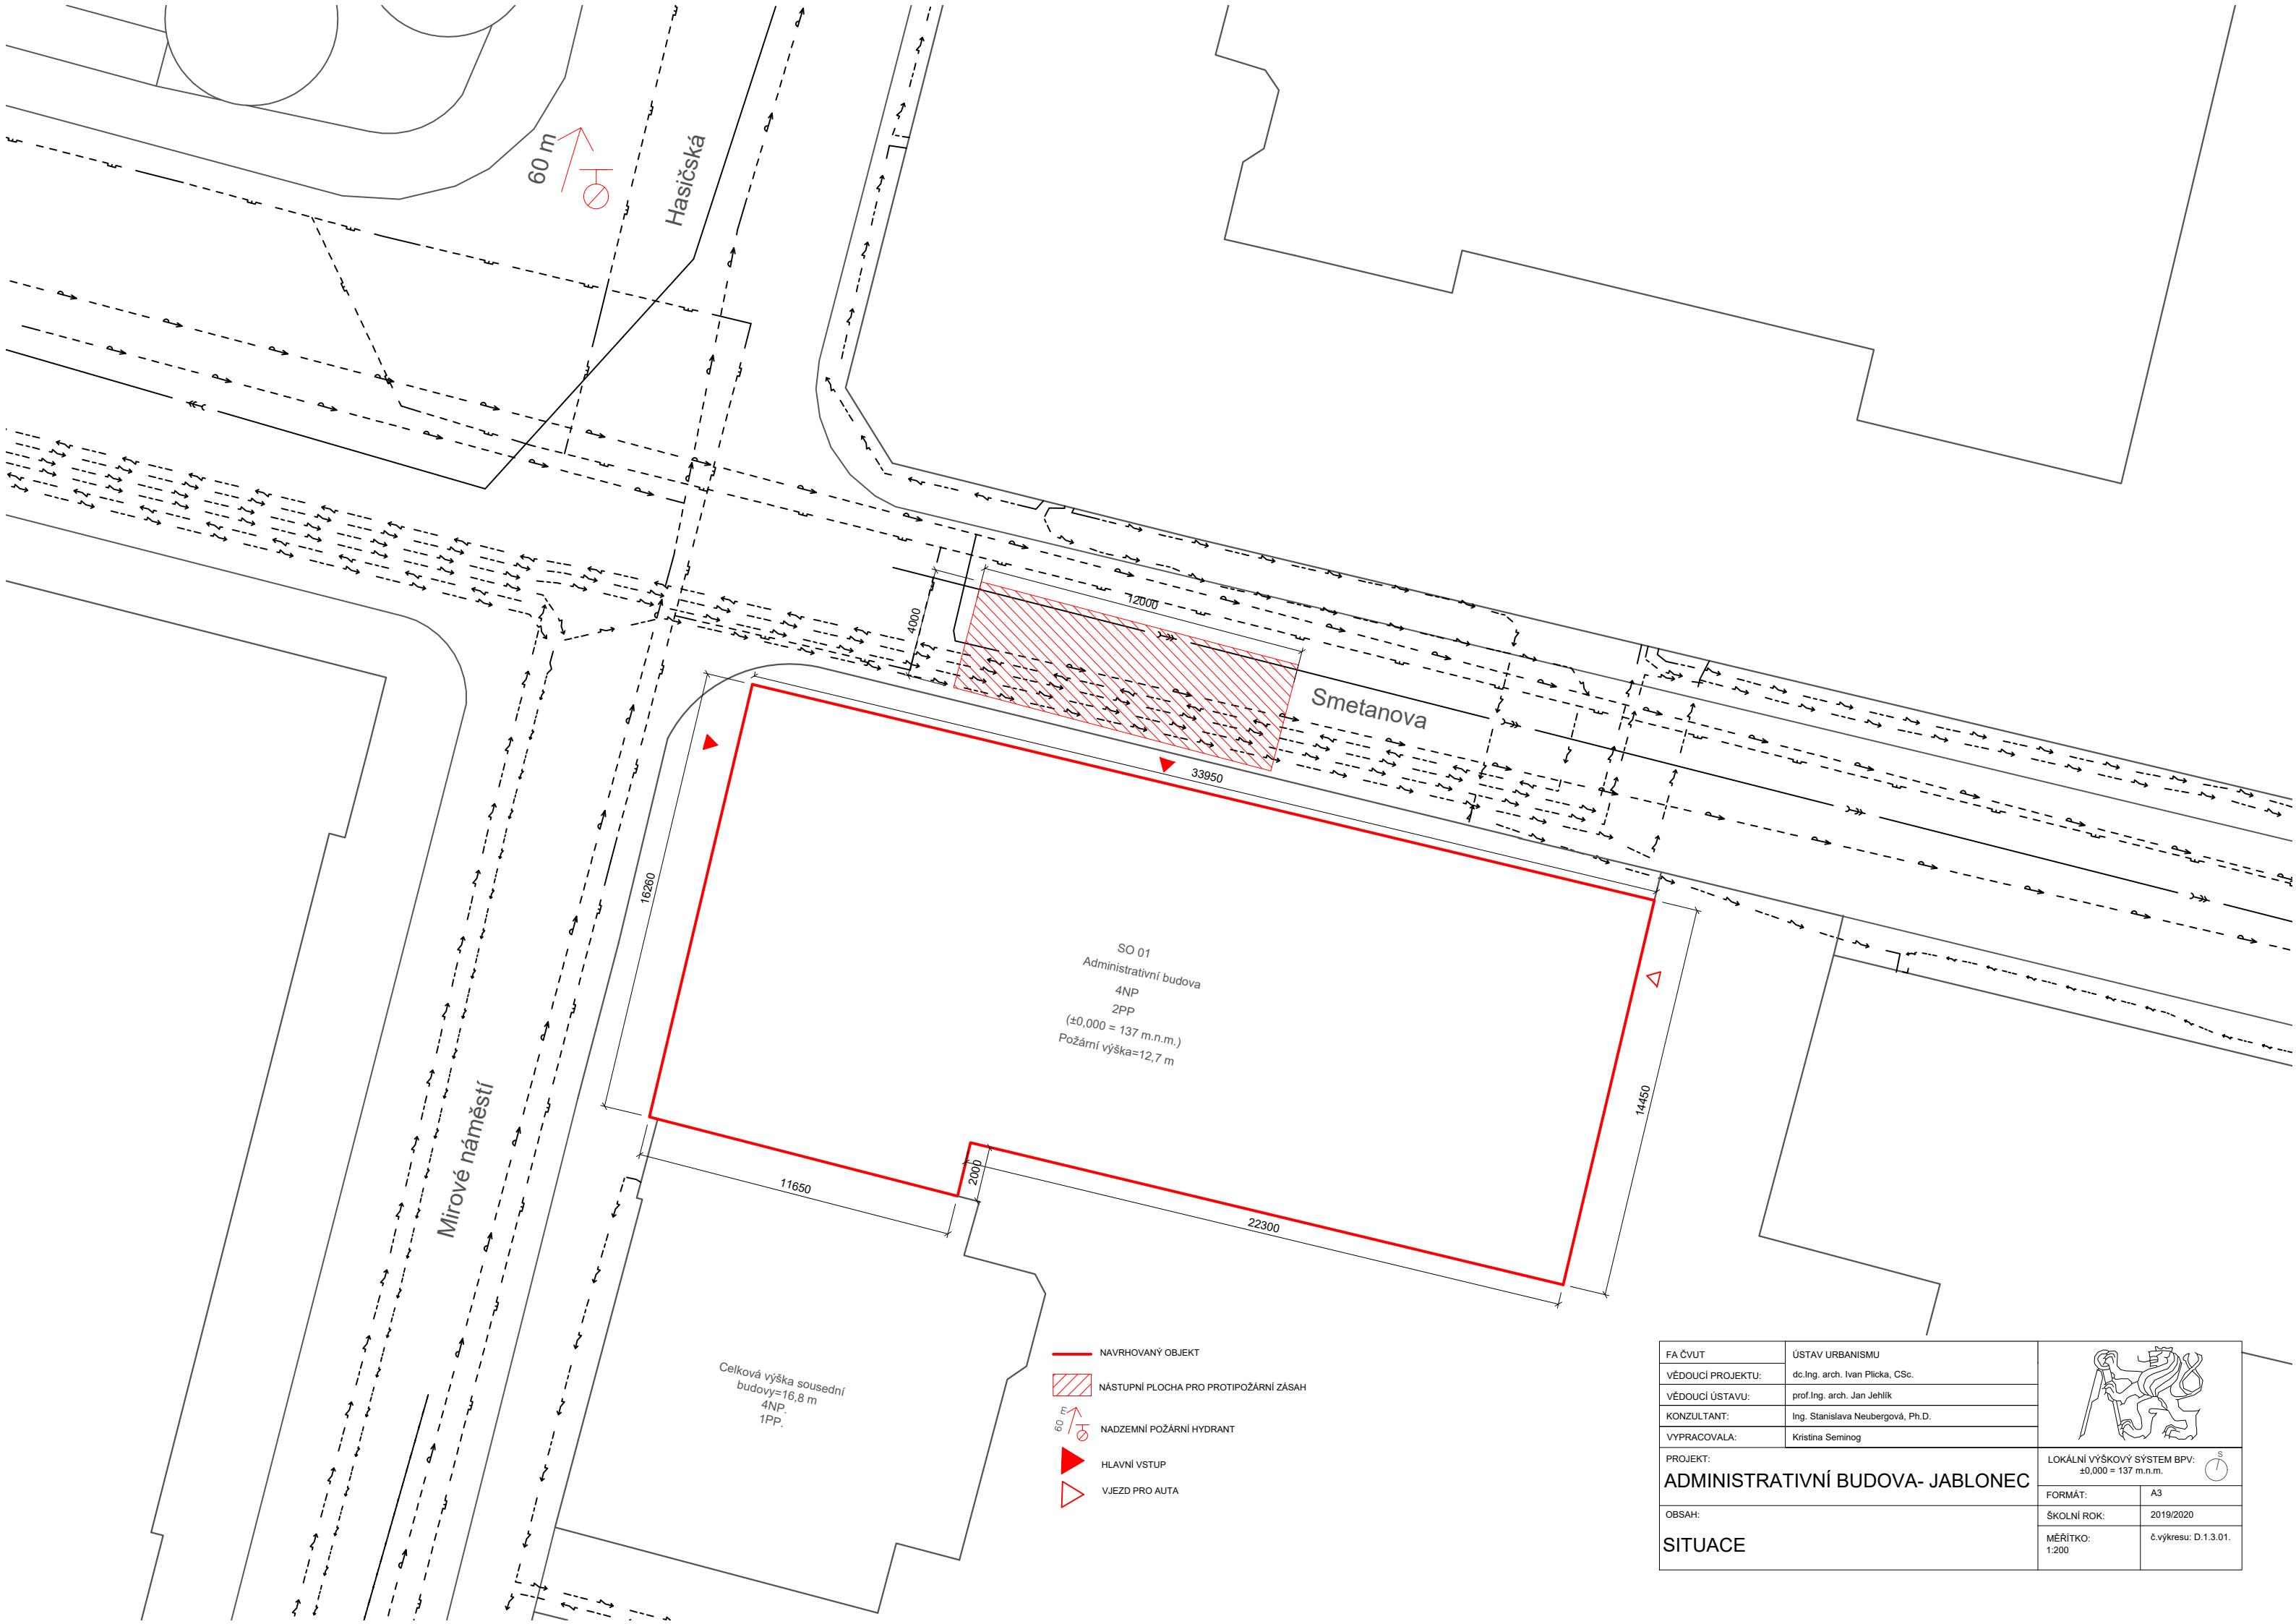 60 m
Hasičská
12000
4000
Smetanova
33950
16260
SO 01
Administrativní budova
4NP
2PP
(±0,000 = 137 m.n.m.)
Požární výška=12,7 m
14450
Mirové náměstí
11650
2000
22300
Celková výška sousední
budovy=16,8 m
4NP.
1PP.
NAVRHOVANÝ OBJEKT
NÁSTUPNÍ PLOCHA PRO PROTIPOŽÁRNÍ ZÁSAH
60 m
NADZEMNÍ POŽÁRNÍ HYDRANT
HLAVNÍ VSTUP
VJEZD PRO AUTA
FA ČVUT
ÚSTAV URBANISMU
VĚDOUCÍ PROJEKTU:
dc.Ing. arch. Ivan Plicka, CSc.
VĚDOUCÍ ÚSTAVU:
prof.Ing. arch. Jan Jehlík
KONZULTANT:
Ing. Stanislava Neubergová, Ph.D.
VYPRACOVALA:
Kristina Seminog
PROJEKT:
ADMINISTRATIVNÍ BUDOVA- JABLONEC
LOKÁLNÍ VÝŠKOVÝ SÝSTEM BPV:
±0,000 = 137 m.n.m.
S
FORMÁT:
A3
OBSAH:
SITUACE
ŠKOLNÍ ROK:
2019/2020
MĚŘÍTKO:
1:200
č.výkresu: D.1.3.01.